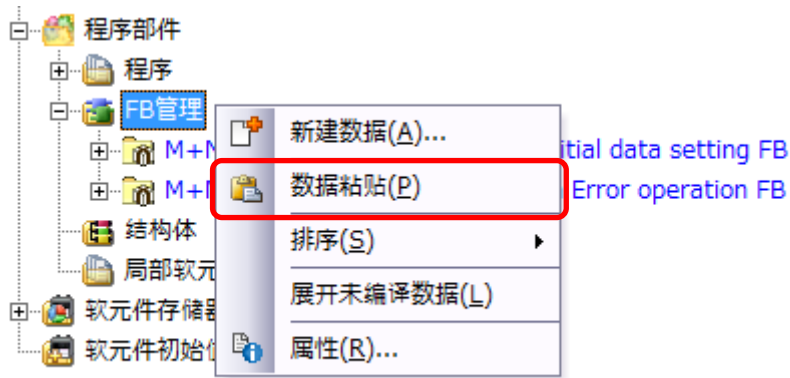 程序部件
程序
FB管理
新建数据(A)...
M+ itial data setting FB
数据粘贴(P)
M+ Error operation FB
结构体
排序(S)
局部软元
展开未编译数据(L)
软元件存储
软元件初始
属性(R)...